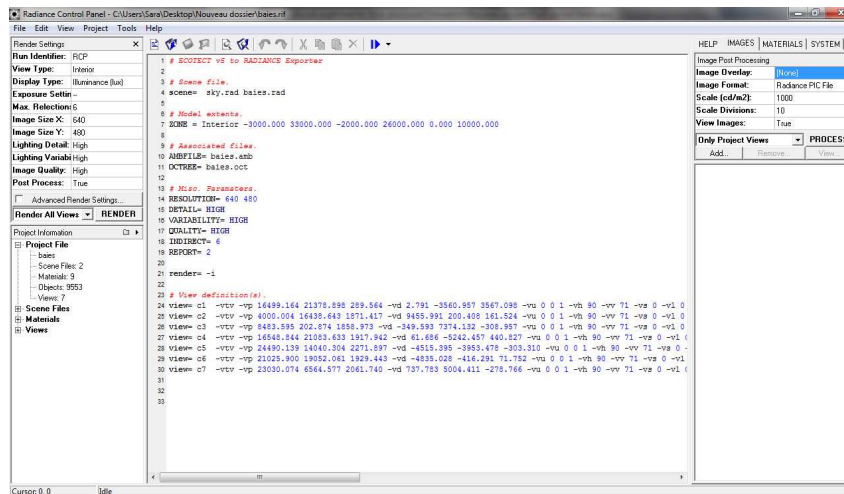 Radiance Control Panel - C:\Users\Sara\Desktop\Nouveau dossier\baies.rif
File Edit View Project Tools Help
Render Settings
Run Identifier: RCP
View Type: Interior
Display Type: Illuminance (lux)
Exposure Settin --
Max. Relection: 6
Image Size X: 640
Image Size Y: 480
Lighting Detail: High
Lighting Variabi High
Image Quality: High
Post Process: True
Advanced Render Settings...
Render All Views RENDER
Project Information
Project File
baies
Scene Files: 2
Materials: 9
Objects: 9553
Views: 7
Scene Files
Materials
Views
1 # ECOTECT v5 to RADIANCE Exporter
2
3 # Scene file.
4 scene= sky.rad baies.rad
5
6 # Model extents.
7 ZONE = Interior -3000.000 33000.000 -2000.000 26000.000 0.000 10000.000
8
9 # Associated files.
10 AMBFILE= baies.amb
11 OCTREE= baies.oct
12
13 # Misc. Parameters.
14 RESOLUTION= 640 480
15 DETAIL= HIGH
16 VARIABILITY= HIGH
17 QUALITY= HIGH
18 INDIRECT= 6
19 REPORT= 2
20
21 render= -i
22
23 # View definition(s).
24 view= c1 -vtv -vp 16499.164 21378.898 289.564 -vd 2.791 -3560.957 3567.098 -vu 0 0 1 -vh 90 -vv 71 -vs 0 -vl 0
25 view= c2 -vtv -vp 4000.004 16438.643 1871.417 -vd 9455.991 200.408 161.524 -vu 0 0 1 -vh 90 -vv 71 -vs 0 -vl 0
26 view= c3 -vtv -vp 8483.595 202.874 1858.973 -vd -349.593 7374.132 -308.957 -vu 0 0 1 -vh 90 -vv 71 -vs 0 -vl 0
27 view= c4 -vtv -vp 16548.844 21083.633 1917.942 -vd 61.686 -5242.457 440.827 -vu 0 0 1 -vh 90 -vv 71 -vs 0 -vl 0
28 view= c5 -vtv -vp 24490.139 14040.304 2271.897 -vd -4515.395 -3953.478 -303.310 -vu 0 0 1 -vh 90 -vv 71 -vs 0 -
29 view= c6 -vtv -vp 21025.900 19052.061 1929.443 -vd -4835.028 -416.291 71.752 -vu 0 0 1 -vh 90 -vv 71 -vs 0 -vl
30 view= c7 -vtv -vp 23030.074 6564.577 2061.740 -vd 737.783 5004.411 -278.766 -vu 0 0 1 -vh 90 -vv 71 -vs 0 -vl 0
31
32
33
HELP IMAGES MATERIALS SYSTEM
Image Post Processing
Image Overlay: (None)
Image Format: Radiance PIC File
Scale (cd/m2): 1000
Scale Divisions: 10
View Images: True
Only Project Views PROCESS
Add... Remove... View...
Cursor: 0, 0 Idle